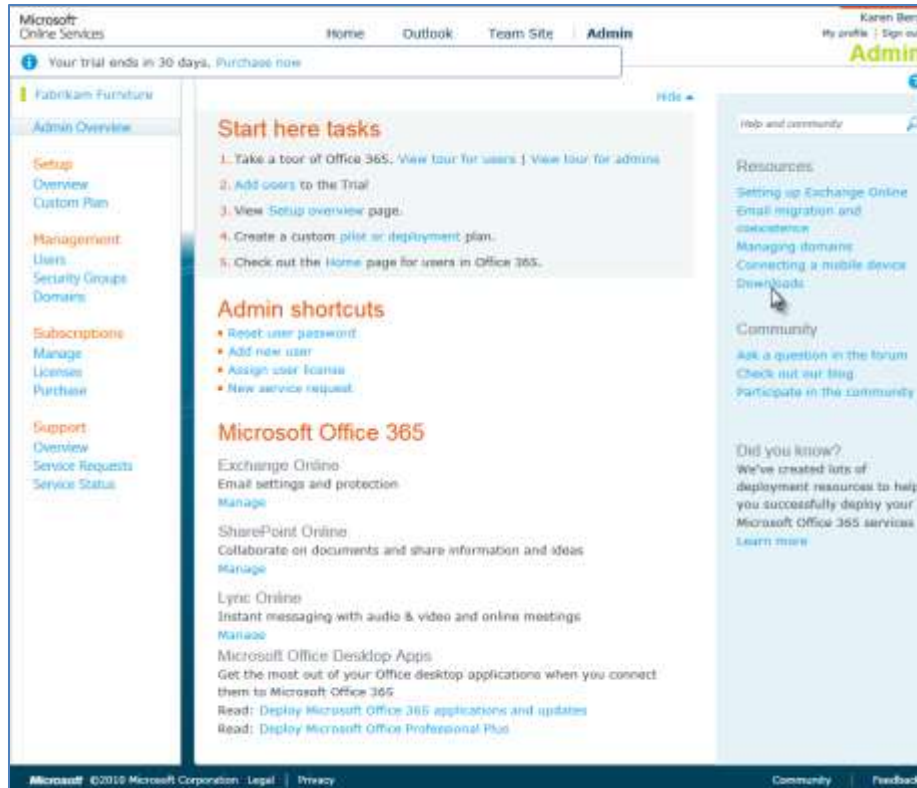 Microsoft
Online Services
Home Outlook Team Site Admin
Karen Ber
My profile | Sign ou
Admin
Your trial ends in 30 days. Purchase now
Fabrikam Furniture
Admin Overview
Setup
Overview
Custom Plan
Management
Users
Security Groups
Domains
Subscriptions
Manage
Licenses
Purchase
Support
Overview
Service Requests
Service Status
Hide
Start here tasks
1. Take a tour of Office 365. View tour for users | View tour for admins
2. Add users to the Trial
3. View Setup overview page.
4. Create a custom pilot or deployment plan.
5. Check out the Home page for users in Office 365.
Admin shortcuts
Reset user password
Add new user
Assign user license
New service request
Microsoft Office 365
Exchange Online
Email settings and protection
Manage
SharePoint Online
Collaborate on documents and share information and ideas
Manage
Lync Online
Instant messaging with audio & video and online meetings
Manage
Microsoft Office Desktop Apps
Get the most out of your Office desktop applications when you connect
them to Microsoft Office 365
Read: Deploy Microsoft Office 365 applications and updates
Read: Deploy Microsoft Office Professional Plus
Help and community
Resources
Setting up Exchange Online
Email migration and
coexistence
Managing domains
Connecting a mobile device
Downloads
Community
Ask a question in the forum
Check out our blog
Participate in the community
Did you know?
We've created lots of
deployment resources to help
you successfully deploy your
Microsoft Office 365 services
Learn more
Microsoft ©2010 Microsoft Corporation Legal | Privacy
Community | Feedback